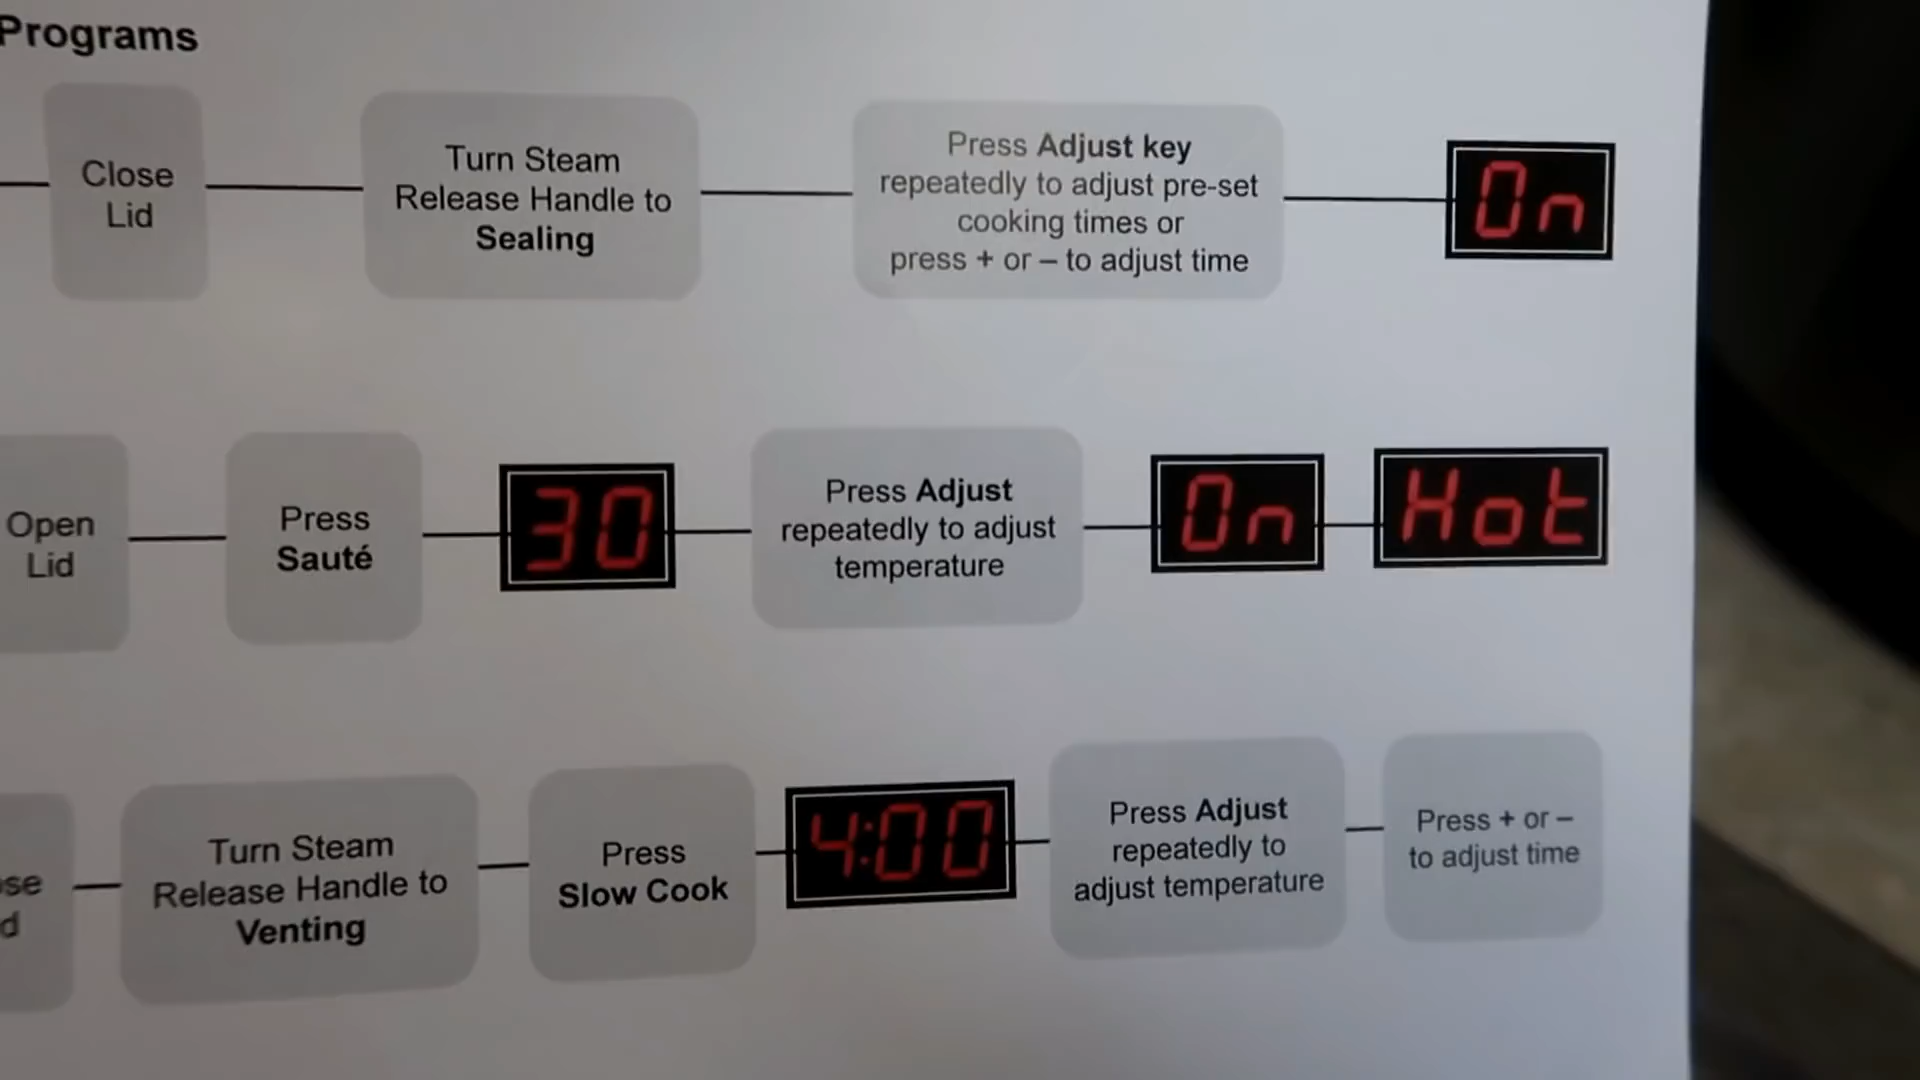 Programs
Close
Lid
Turn Steam
Release Handle to
Sealing
Press Adjust key
repeatedly to adjust pre-set
cooking times or
press + or – to adjust time
On
Open
Lid
Press
Sauté
30
Press Adjust
repeatedly to adjust
temperature
On
Hot
se
d
Turn Steam
Release Handle to
Venting
Press
Slow Cook
4:00
Press Adjust
repeatedly to
adjust temperature
Press + or –
to adjust time